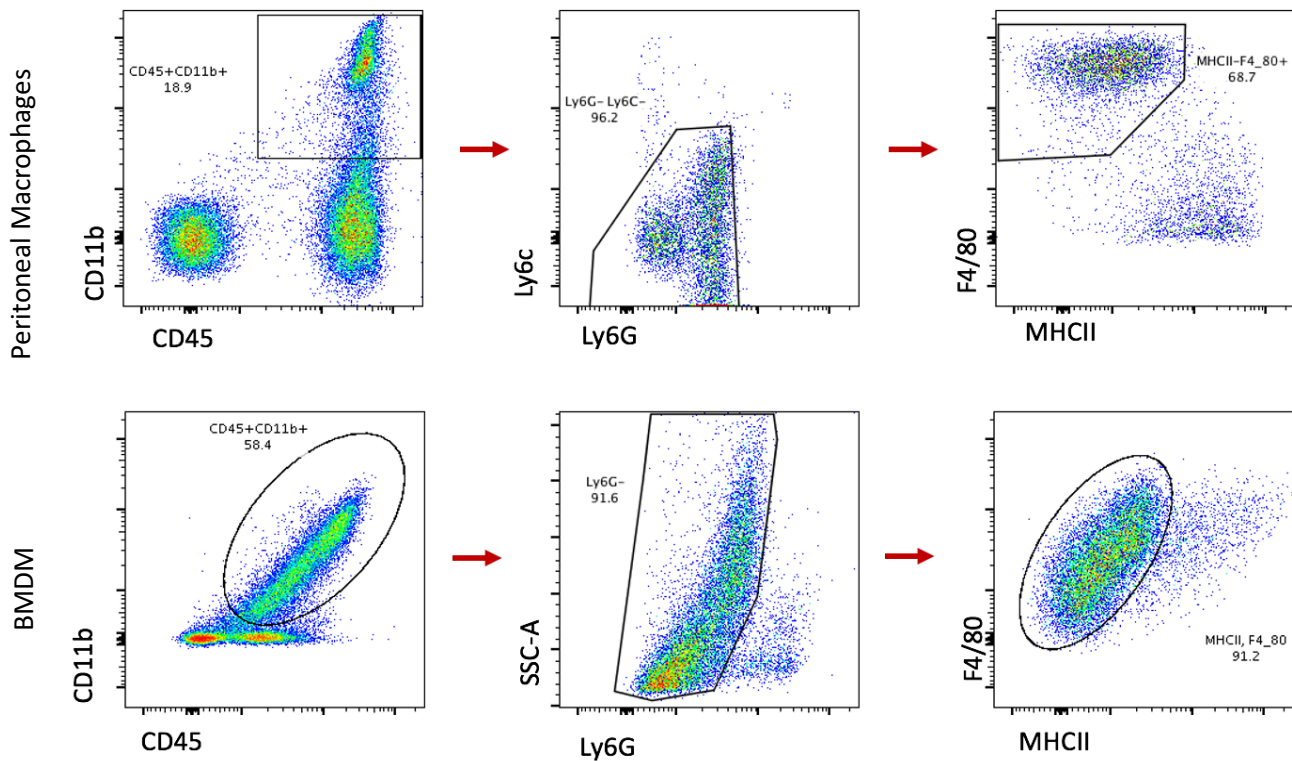 Peritoneal Macrophages
CD45+CD11b+
18.9
CD11b
CD45
Ly6G- Ly6C-
96.2
Ly6c
Ly6G
MHCII-F4_80+
68.7
F4/80
MHCII
BMDM
CD45+CD11b+
58.4
CD11b
CD45
Ly6G-
91.6
SSC-A
Ly6G
MHCII, F4_80
91.2
F4/80
MHCII